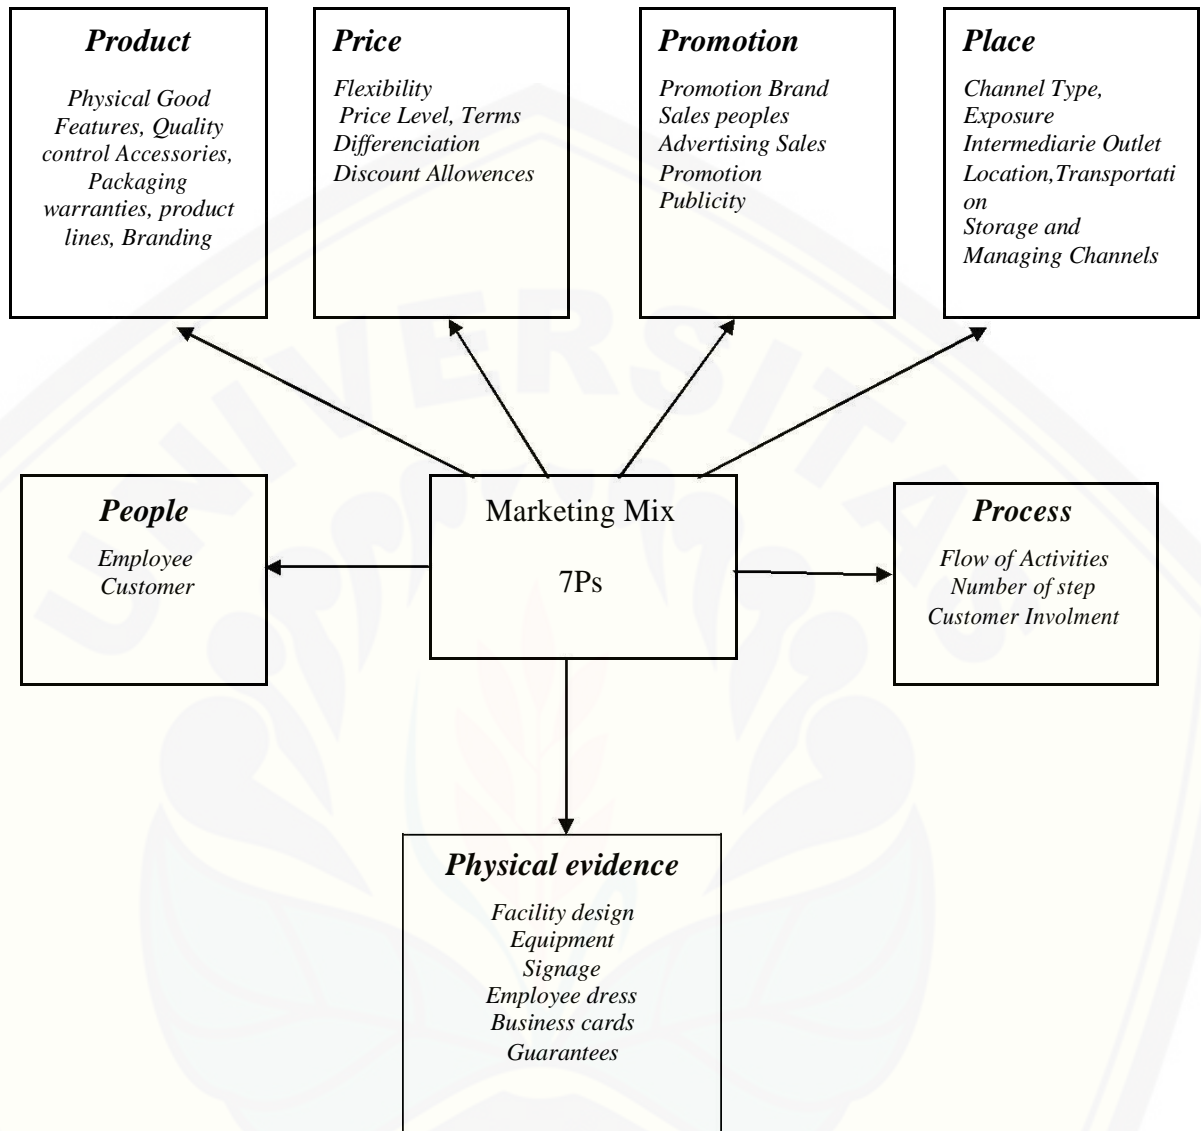 Product
Physical Good
Features, Quality
control Accessories,
Packaging
warranties, product
lines, Branding
Price
Flexibility
Price Level, Terms
Differenciation
Discount Allowences
Promotion
Promotion Brand
Sales peoples
Advertising Sales
Promotion
Publicity
Place
Channel Type,
Exposure
Intermediarie Outlet
Location,Transportati
on
Storage and
Managing Channels
People
Employee
Customer
Marketing Mix
7Ps
Process
Flow of Activities
Number of step
Customer Involment
Physical evidence
Facility design
Equipment
Signage
Employee dress
Business cards
Guarantees
UNIVERSITAS